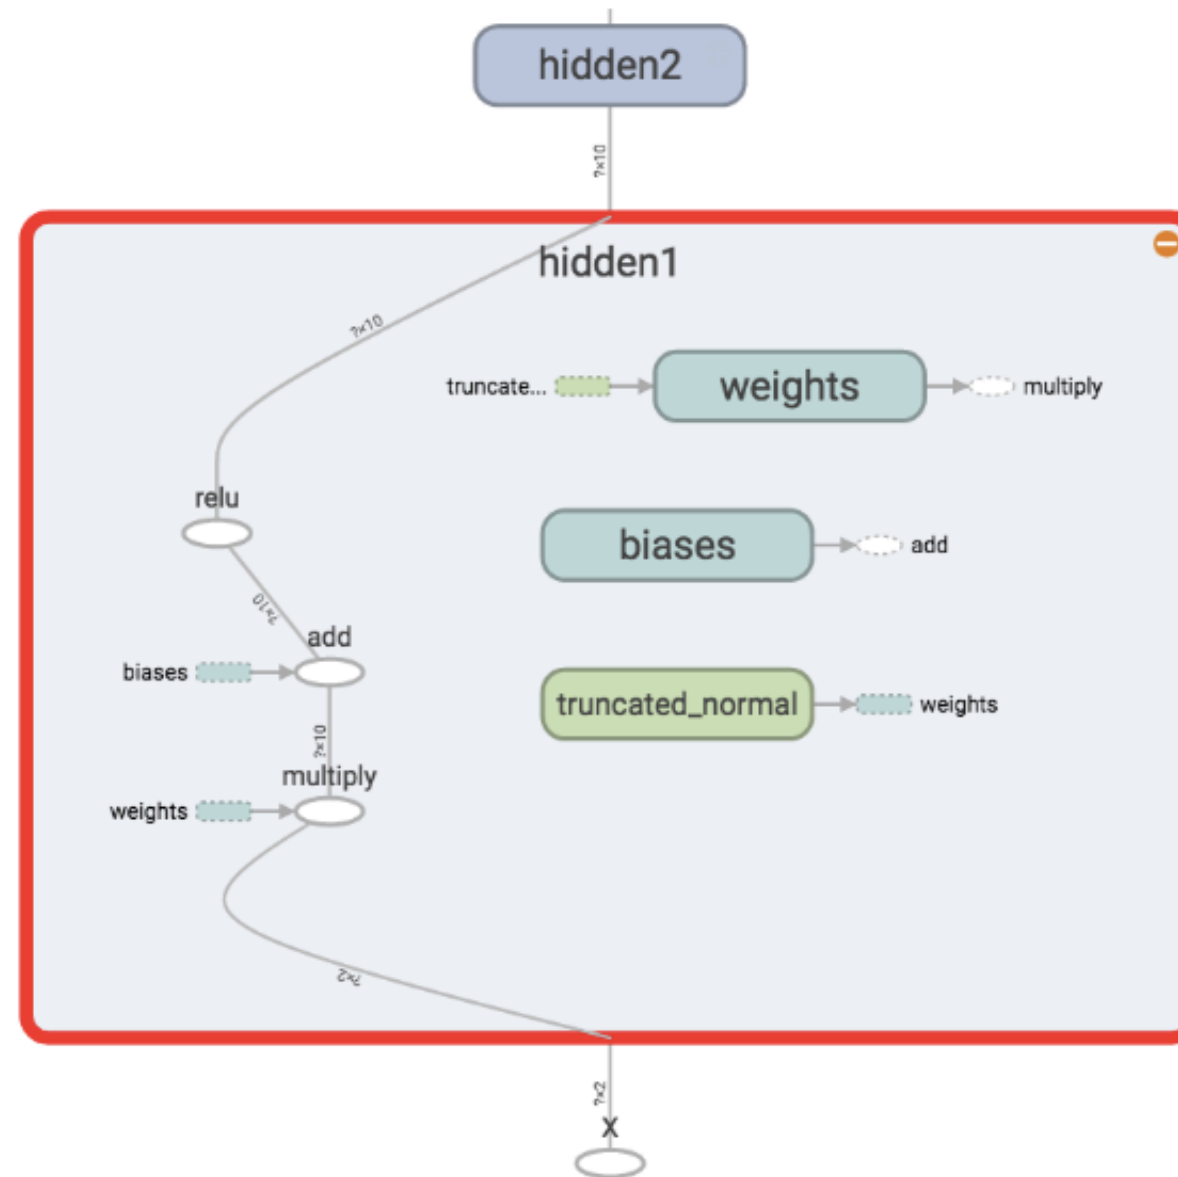 hidden2
?×10
hidden1
?×10
truncate...
weights
multiply
relu
biases
add
?×10
add
biases
truncated_normal
weights
?×10
multiply
weights
?×2
?×2
X